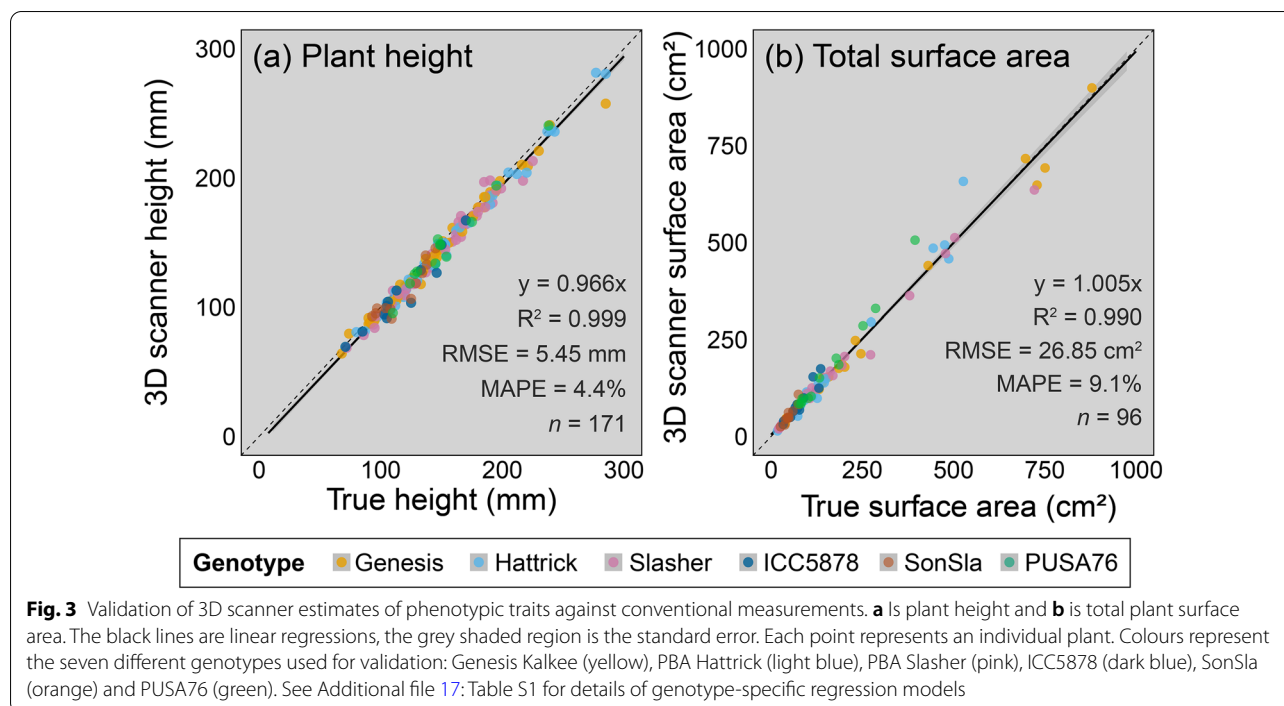 (a) Plant height
3D scanner height (mm)
300
200
100
0
y = 0.966x
R² = 0.999
RMSE = 5.45 mm
MAPE = 4.4%
n = 171
0 100 200 300
True height (mm)
(b) Total surface area
3D scanner surface area (cm²)
1000
750
500
250
0
y = 1.005x
R² = 0.990
RMSE = 26.85 cm²
MAPE = 9.1%
n = 96
0 250 500 750 1000
True surface area (cm²)
Genotype Genesis Hattrick Slasher ICC5878 SonSla PUSA76
Fig. 3 Validation of 3D scanner estimates of phenotypic traits against conventional measurements. a Is plant height and b is total plant surface
area. The black lines are linear regressions, the grey shaded region is the standard error. Each point represents an individual plant. Colours represent
the seven different genotypes used for validation: Genesis Kalkee (yellow), PBA Hattrick (light blue), PBA Slasher (pink), ICC5878 (dark blue), SonSla
(orange) and PUSA76 (green). See Additional file 17: Table S1 for details of genotype-specific regression models